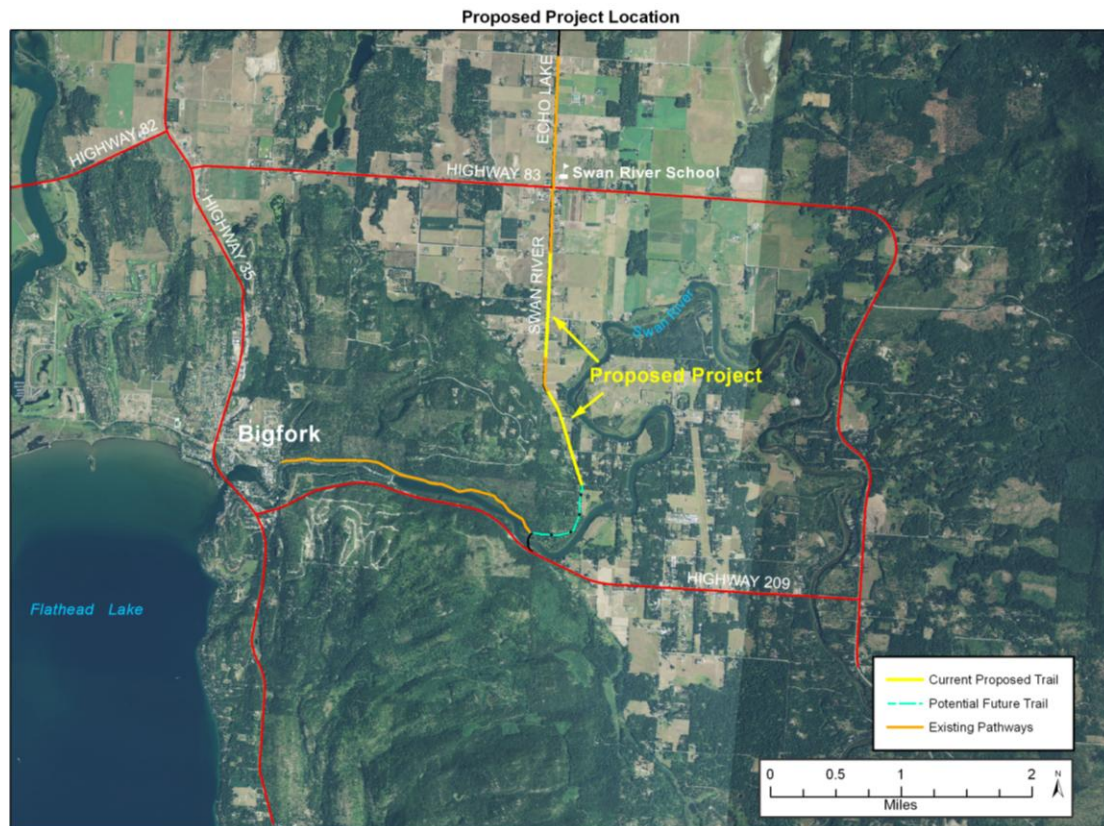 Proposed Project Location
ECHO LAKE
HIGHWAY 82
HIGHWAY 83
Swan River School
HIGHWAY 35
SWAN RIVER
Swan River
Proposed Project
Bigfork
HIGHWAY 209
Flathead Lake
Current Proposed Trail
Potential Future Trail
Existing Pathways
0 0.5 1 2
Miles
N